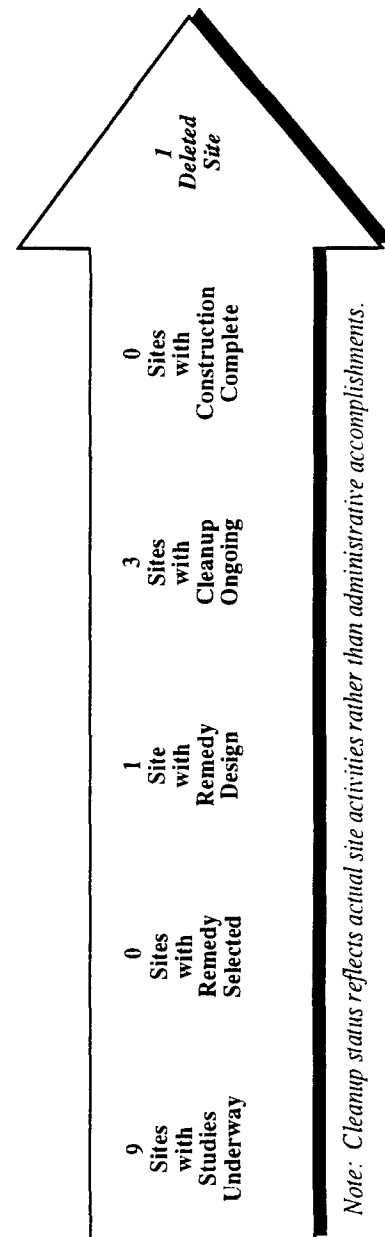 9
Sites
with
Studies
Underway
0
Sites
with
Remedy
Selected
1
Site
with
Remedy
Design
3
Sites
with
Cleanup
Ongoing
0
Sites
with
Construction
Complete
1
Deleted
Site
Note: Cleanup status reflects actual site activities rather than administrative accomplishments.